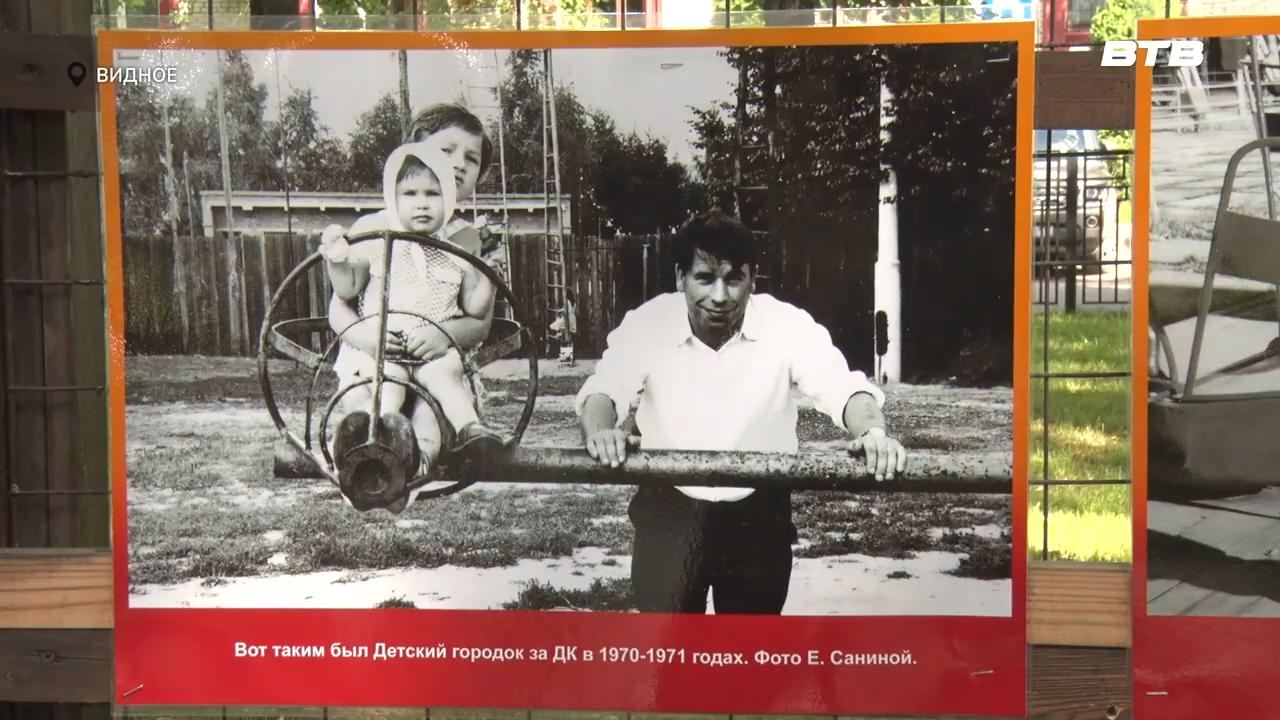 ВИДНОЕ
ВТВ
Вот таким был Детский городок за ДК в 1970-1971 годах. Фото Е. Саниной.